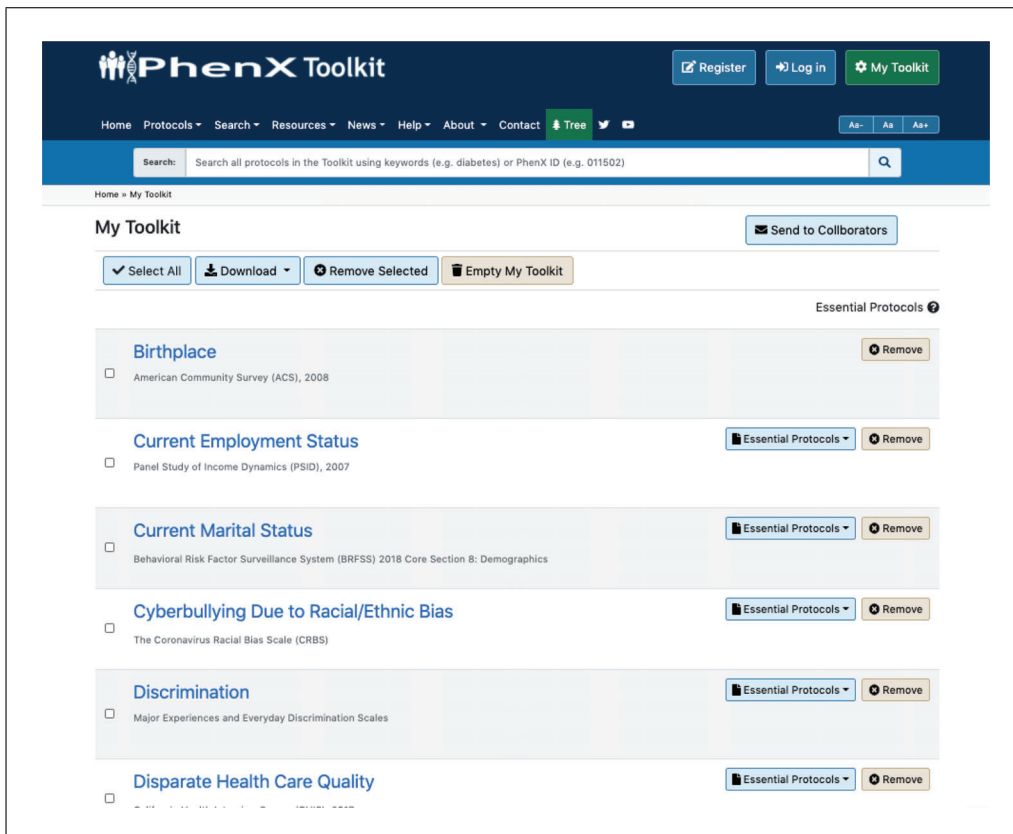 PhenX Toolkit
Register Log in My Toolkit
Home Protocols Search Resources News Help About Contact Tree
Aa- Aa Aa+
Search: Search all protocols in the Toolkit using keywords (e.g. diabetes) or PhenX ID (e.g. 011502)
Home » My Toolkit
My Toolkit
Send to Collborators
Select All Download Remove Selected Empty My Toolkit
Essential Protocols
Birthplace
Remove
American Community Survey (ACS), 2008
Current Employment Status
Essential Protocols Remove
Panel Study of Income Dynamics (PSID), 2007
Current Marital Status
Essential Protocols Remove
Behavioral Risk Factor Surveillance System (BRFSS) 2018 Core Section 8: Demographics
Cyberbullying Due to Racial/Ethnic Bias
Essential Protocols Remove
The Coronavirus Racial Bias Scale (CRBS)
Discrimination
Essential Protocols Remove
Major Experiences and Everyday Discrimination Scales
Disparate Health Care Quality
Essential Protocols Remove